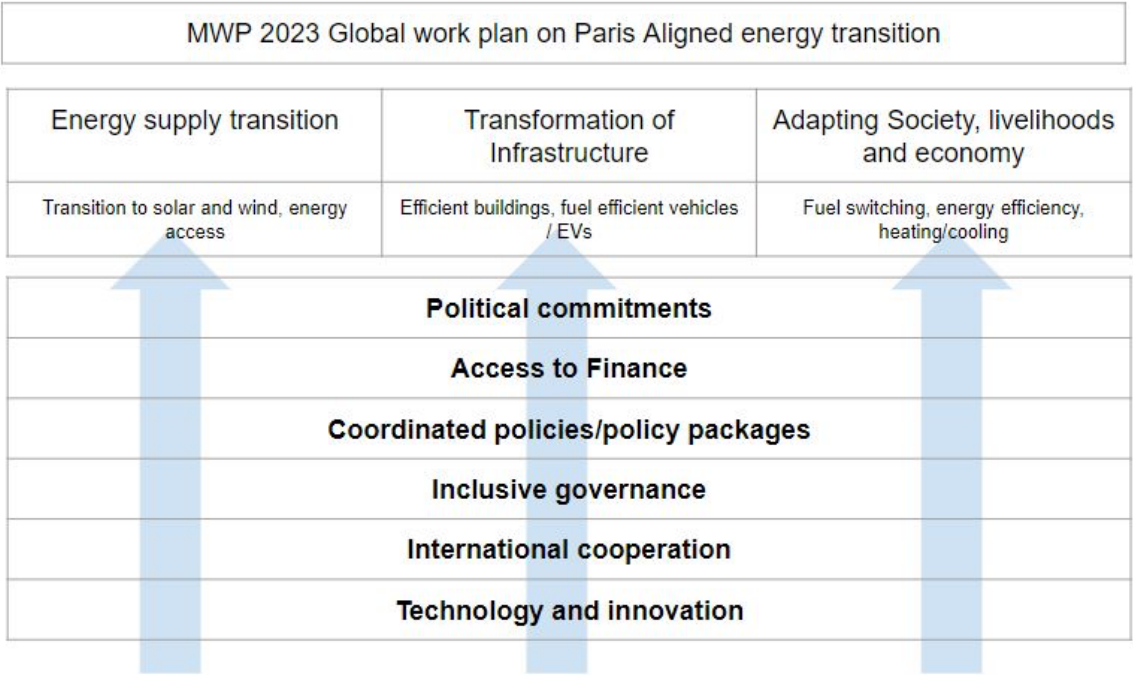 MWP 2023 Global work plan on Paris Aligned energy transition
Energy supply transition
Transformation of
Infrastructure
Adapting Society, livelihoods
and economy
Transition to solar and wind, energy
access
Efficient buildings, fuel efficient vehicles
/ EVs
Fuel switching, energy efficiency,
heating/cooling
Political commitments
Access to Finance
Coordinated policies/policy packages
Inclusive governance
International cooperation
Technology and innovation